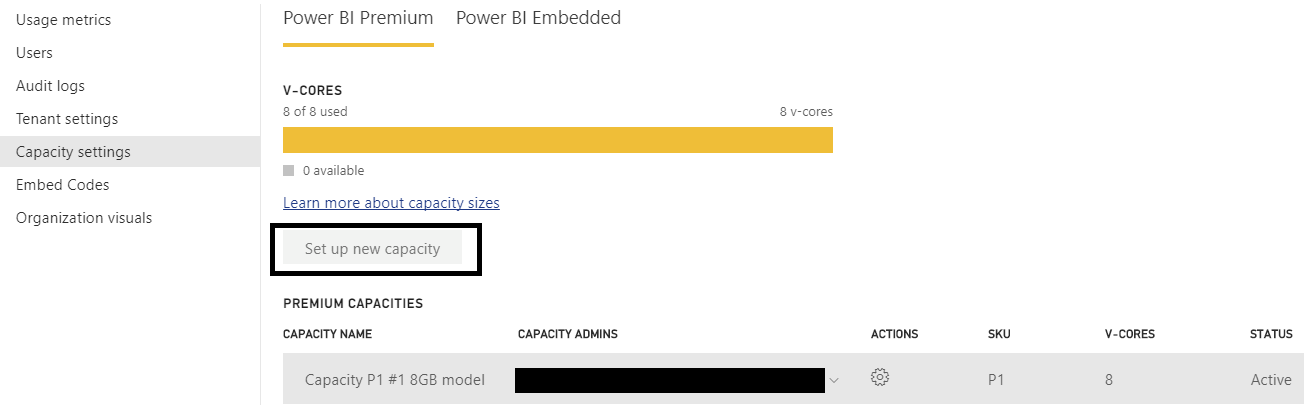 Usage metrics
Users
Audit logs
Tenant settings
Capacity settings
Embed Codes
Organization visuals
Power BI Premium Power BI Embedded
V-CORES
8 of 8 used 8 v-cores
0 available
Learn more about capacity sizes
Set up new capacity
PREMIUM CAPACITIES
CAPACITY NAME CAPACITY ADMINS ACTIONS SKU V-CORES STATUS
Capacity P1 #1 8GB model P1 8 Active